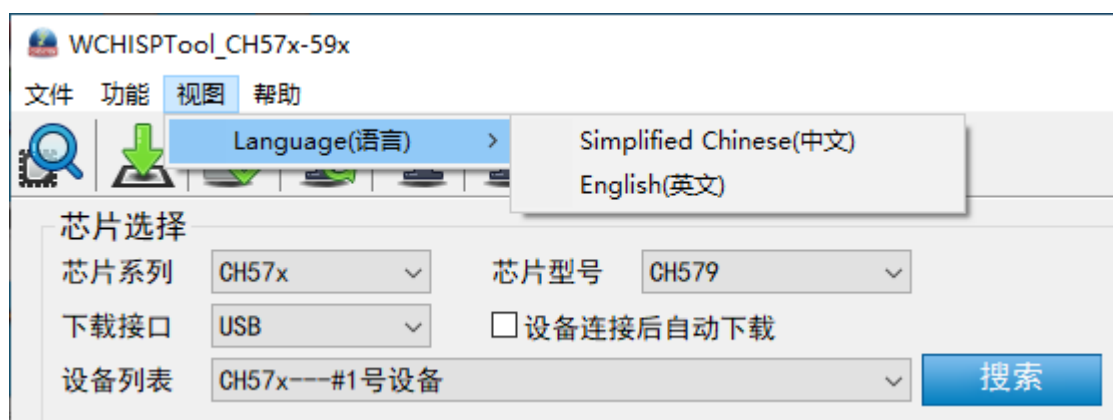 WCHISPTool_CH57x-59x
文件 功能 视图 帮助
Language(语言) >
Simplified Chinese(中文)
English(英文)
芯片选择
芯片系列 CH57x 芯片型号 CH579
下载接口 USB 设备连接后自动下载
设备列表 CH57x---#1号设备 搜索